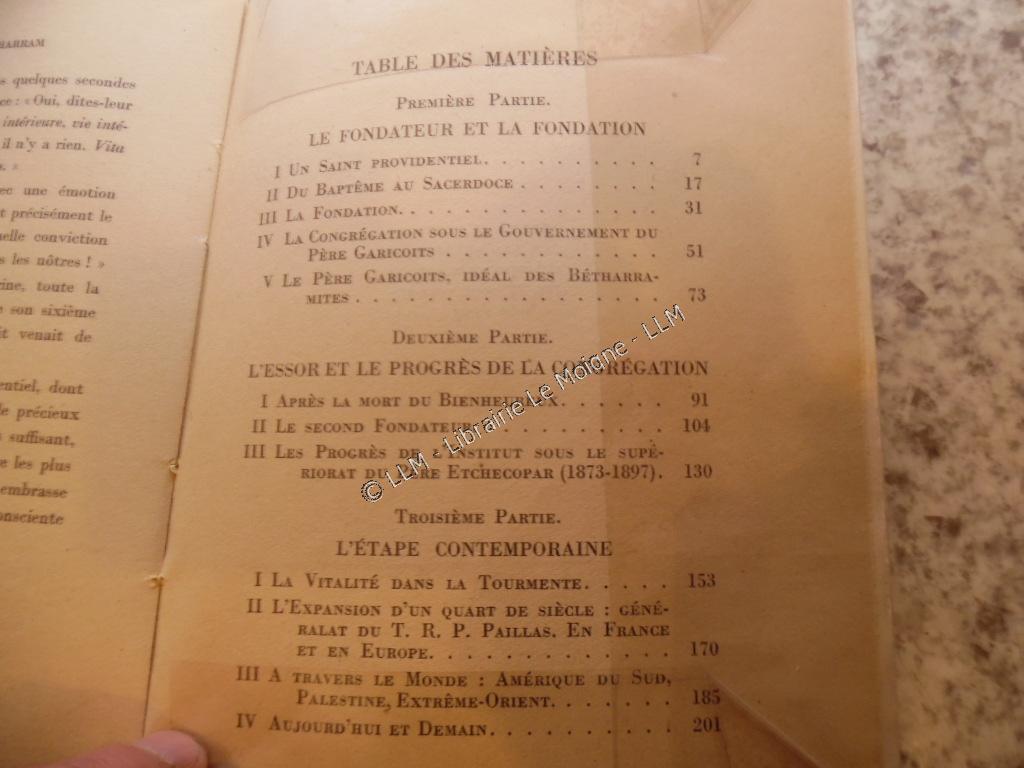 HARRAM
s quelques secondes
ce : « Oui, dites-leur
intérieure, vie inté-
il n'y a rien. Vita
s. »
ec une émotion
t précisément le
elle conviction
s les nôtres ! »
ine, toute la
e son sixième
it venait de
entiel, dont
le précieux
suffisant,
e les plus
embrasse
onsciente
TABLE DES MATIÈRES
PREMIÈRE PARTIE.
LE FONDATEUR ET LA FONDATION
I UN SAINT PROVIDENTIEL. . . . . . . . . . . 7
II DU BAPTÊME AU SACERDOCE . . . . . . . . 17
III LA FONDATION. . . . . . . . . . . . . . . 31
IV LA CONGRÉGATION SOUS LE GOUVERNEMENT DU
PÈRE GARICOITS . . . . . . . . . . . . 51
V LE PÈRE GARICOITS, IDÉAL DES BÉTHARRA-
MITES . . . . . . . . . . . . . . . . . 73
DEUXIÈME PARTIE.
L'ESSOR ET LE PROGRÈS DE LA CONGRÉGATION
I APRÈS LA MORT DU BIENHEUREUX. . . . . . 91
II LE SECOND FONDATEUR . . . . . . . . . 104
III LES PROGRÈS DE L'INSTITUT SOUS LE SUPÉ-
RIORAT DU PÈRE ETCHECOPAR (1873-1897). 130
TROISIÈME PARTIE.
L'ÉTAPE CONTEMPORAINE
I LA VITALITÉ DANS LA TOURMENTE. . . . . 153
II L'EXPANSION D'UN QUART DE SIÈCLE : GÉNÉ-
RALAT DU T. R. P. PAILLAS. EN FRANCE
ET EN EUROPE. . . . . . . . . . . . . 170
III A TRAVERS LE MONDE : AMÉRIQUE DU SUD,
PALESTINE, EXTRÊME-ORIENT. . . . . . . 185
IV AUJOURD'HUI ET DEMAIN. . . . . . . . . . 201
© LLM - Librairie Le Moigne - LLM